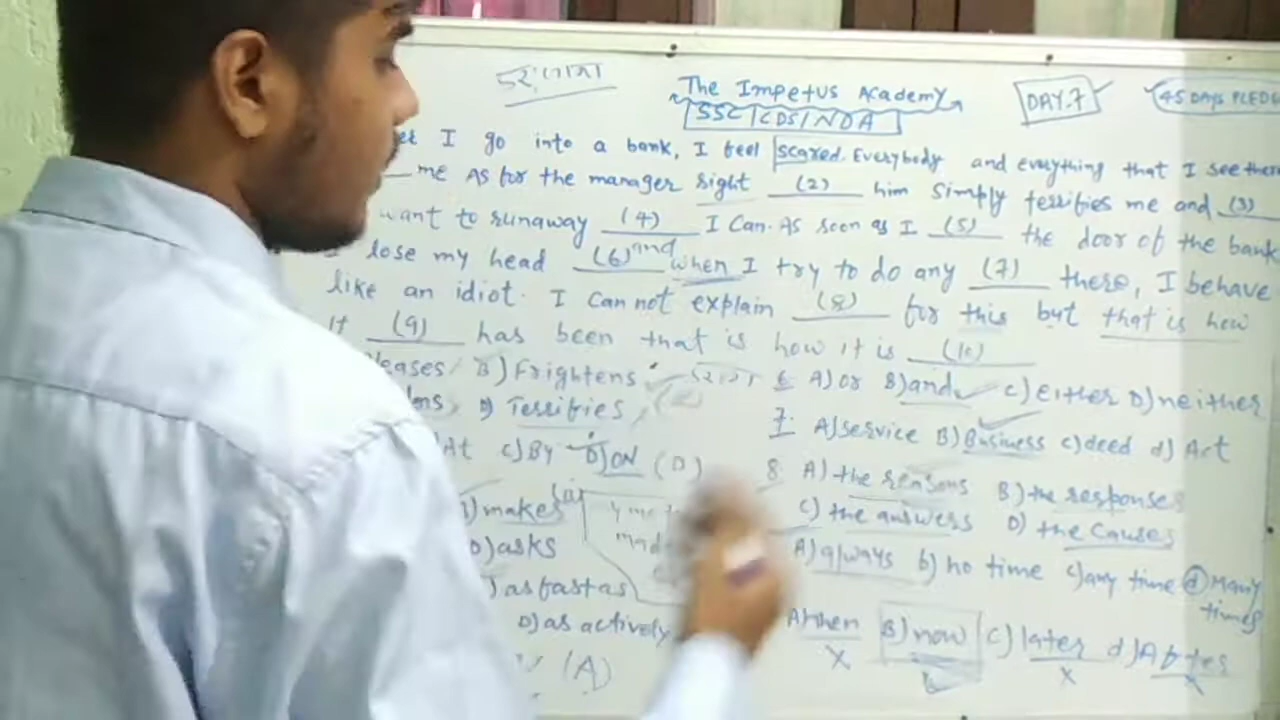 The Impetus Academy
SSC/CDS/NDA
DAY.7
45 DAYS PLEDGE
I go into a bank, I feel scared. Everybody and everything that I see there
me As for the manager right (2) him simply terrifies me and (3)
want to runaway (4) I Can. As soon as I (5) the door of the bank
lose my head (6) and when I try to do any (7) there, I behave
like an idiot. I can not explain (8) for this but that is how
It (9) has been that is how it is (10)
B) Frightens
D) Terrifies
At C) By D) ON (D)
makes
D) asks
as fast as
D) as actively
(A)
6 A) or B) and C) either D) neither
7. A) service B) Business c) deed d) Act
8 A) the reasons B) the responses
C) the answers D) the causes
A) always b) no time c) any time d) Many times
A) then B) now C) later d)